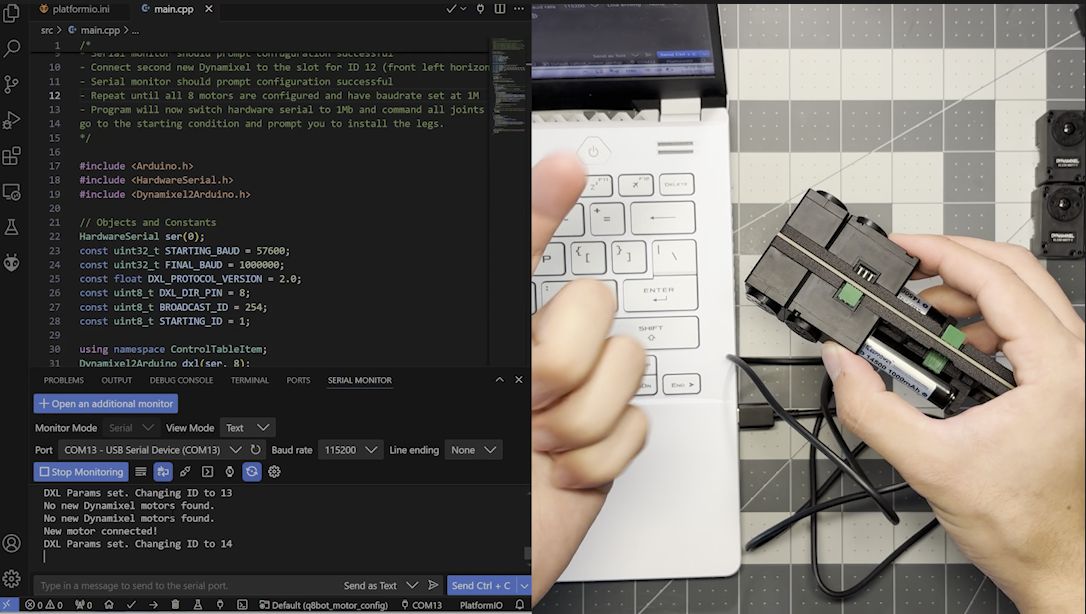 platformio.ini
main.cpp
src > main.cpp > ...
1 /*
9 - Serial monitor should prompt configuration successful
10 - Connect second new Dynamixel to the slot for ID 12 (front left horizon
11 - Serial monitor should prompt configuration successful
12 - Repeat until all 8 motors are configured and have baudrate set at 1M
13 - Program will now switch hardware serial to 1Mb and command all joints
14 go to the starting condition and prompt you to install the legs.
15 */
16
17 #include <Arduino.h>
18 #include <HardwareSerial.h>
19 #include <Dynamixel2Arduino.h>
20
21 // Objects and Constants
22 HardwareSerial ser(0);
23 const uint32_t STARTING_BAUD = 57600;
24 const uint32_t FINAL_BAUD = 1000000;
25 const float DXL_PROTOCOL_VERSION = 2.0;
26 const uint8_t DXL_DIR_PIN = 8;
27 const uint8_t BROADCAST_ID = 254;
28 const uint8_t STARTING_ID = 1;
29
30 using namespace ControlTableItem;
31 Dynamixel2Arduino dxl(ser, 8);
PROBLEMS OUTPUT DEBUG CONSOLE TERMINAL PORTS SERIAL MONITOR
+ Open an additional monitor
Monitor Mode Serial View Mode Text
Port COM13 - USB Serial Device (COM13) Baud rate 115200 Line ending None
Stop Monitoring
DXL Params set. Changing ID to 13
No new Dynamixel motors found.
No new Dynamixel motors found.
New motor connected!
DXL Params set. Changing ID to 14
Type in a message to send to the serial port. Send as Text Send Ctrl + C
0 0 0 Default (q8bot_motor_config) COM13 PlatformIO
F11
F12
DELETE
+
=
P
{
[
}
]
|
\
ENTER
SHIFT
END >
14500 1000mAh
DYNAMIXEL
DYNAMIXEL